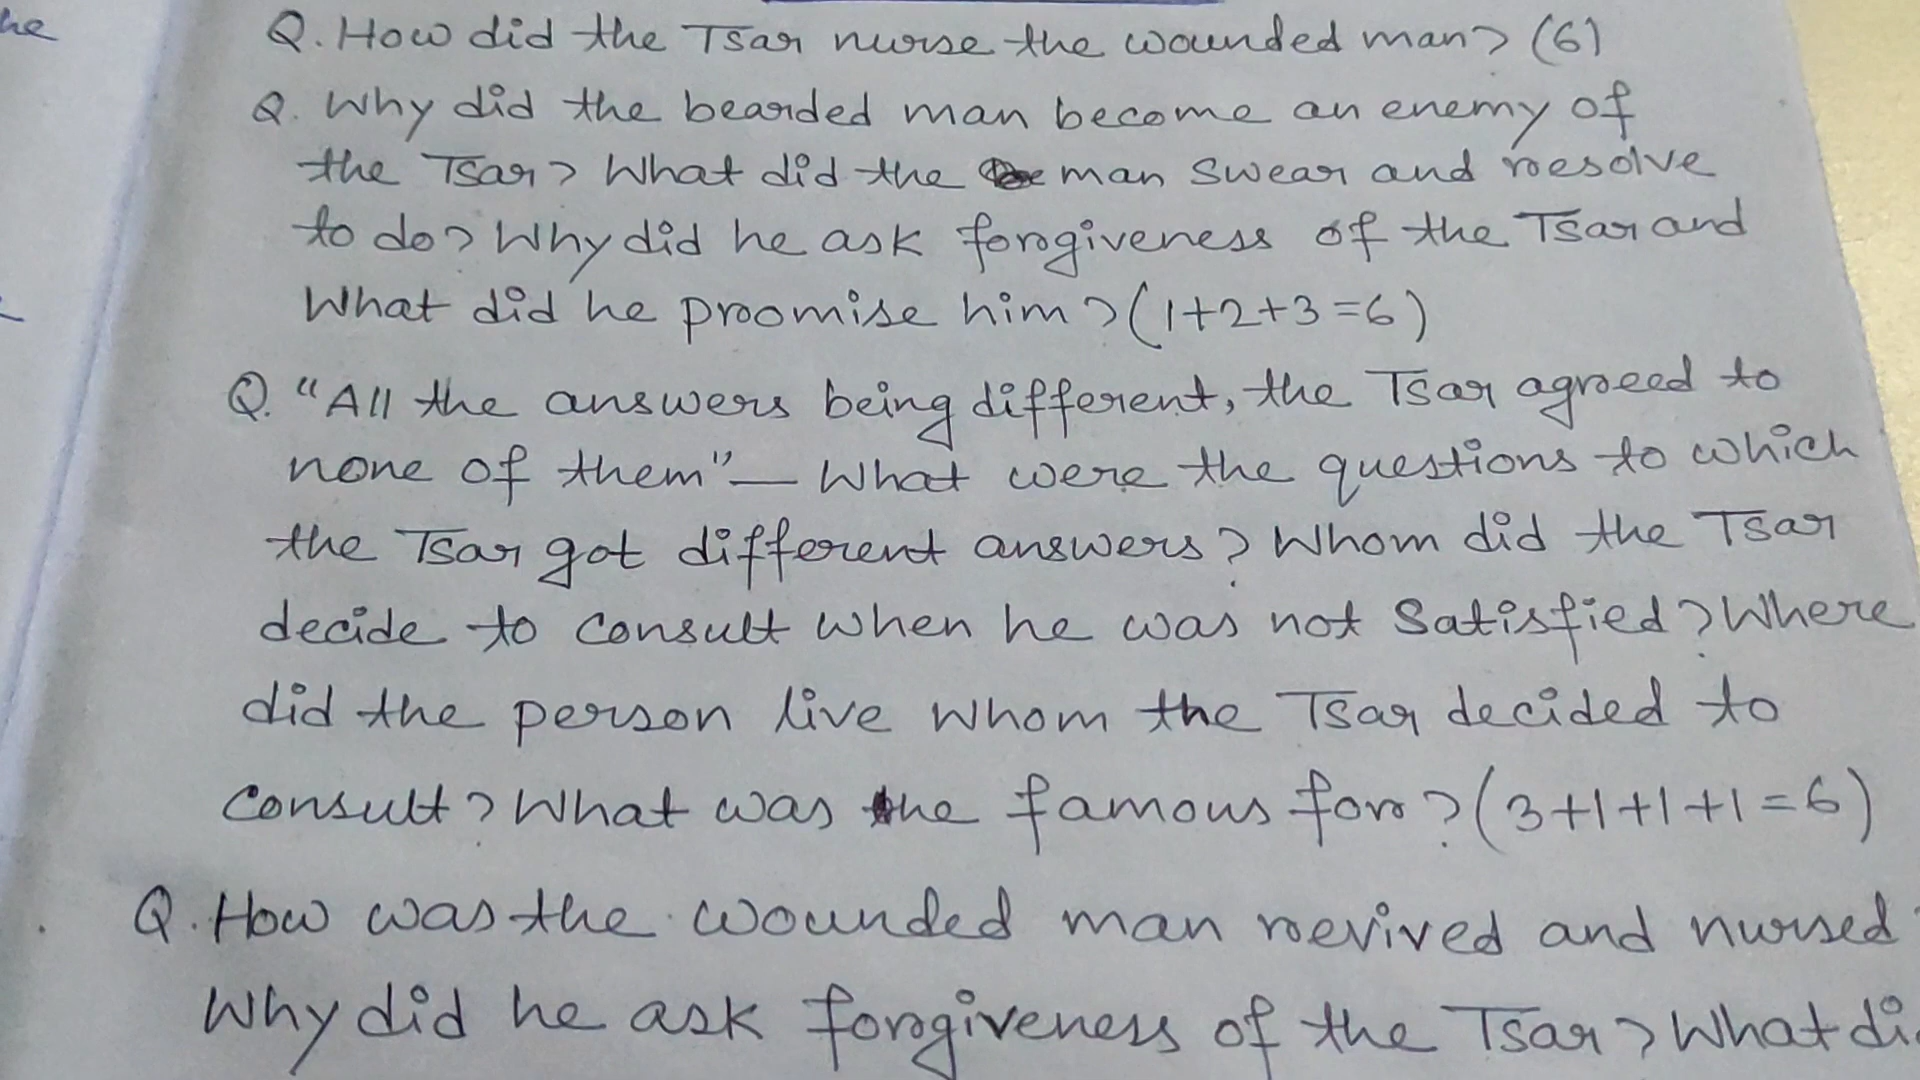 he
Q. How did the Tsar nurse the wounded man? (6)
Q. Why did the bearded man become an enemy of
the Tsar? What did the man swear and resolve
to do? Why did he ask forgiveness of the Tsar and
What did he promise him? (1+2+3=6)
Q. "All the answers being different, the Tsar agreed to
none of them" — What were the questions to which
the Tsar got different answers? Whom did the Tsar
decide to consult when he was not Satisfied? Where
did the person live whom the Tsar decided to
consult? What was the famous for? (3+1+1+1=6)
Q. How was the wounded man revived and nursed
Why did he ask forgiveness of the Tsar? What di